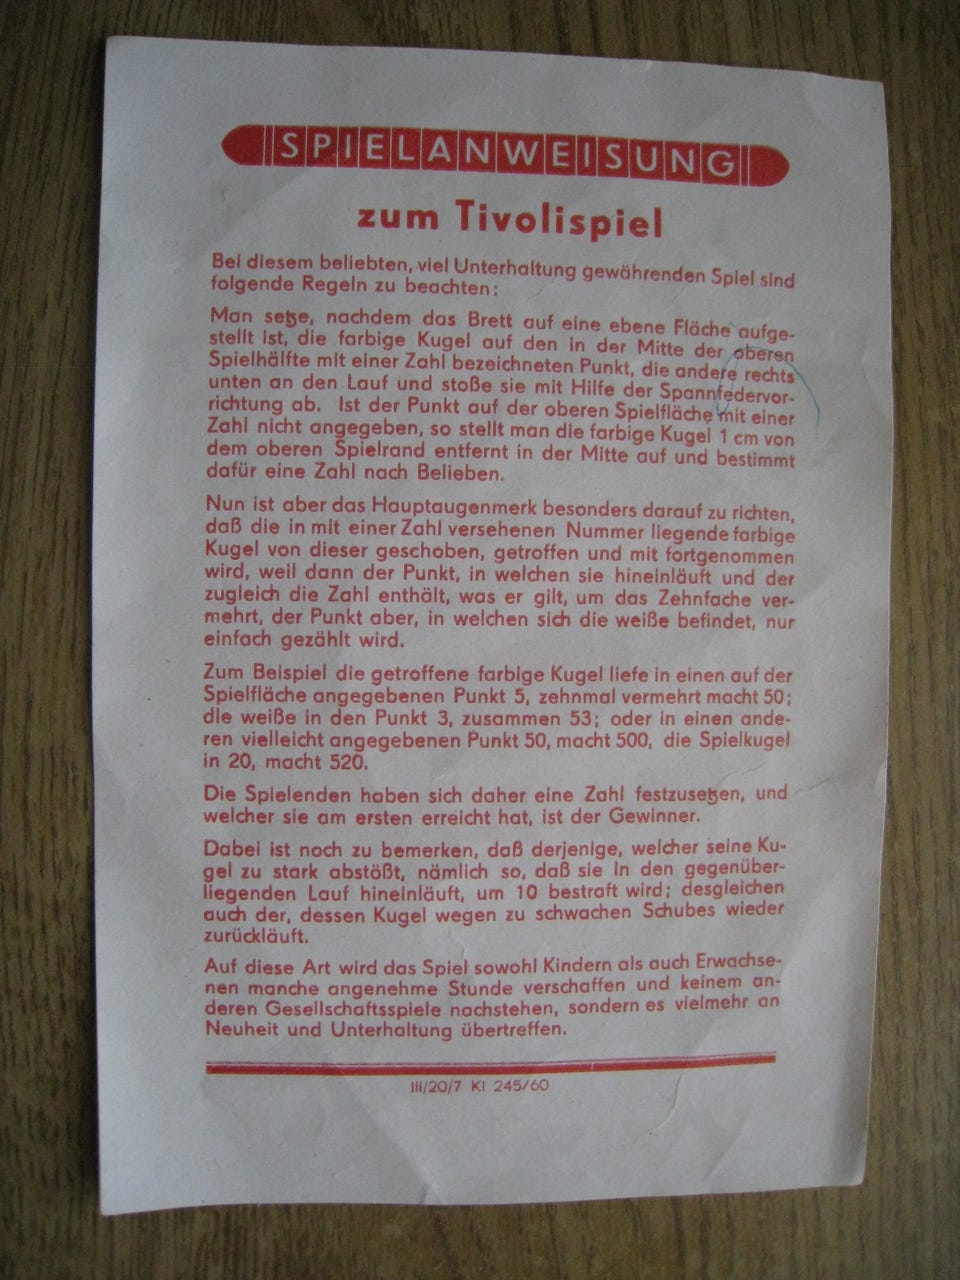 SPIELANWEISUNG
zum Tivolispiel
Bei diesem beliebten, viel Unterhaltung gewährenden Spiel sind
folgende Regeln zu beachten:
Man setze, nachdem das Brett auf eine ebene Fläche aufge-
stellt ist, die farbige Kugel auf den in der Mitte der oberen
Spielhälfte mit einer Zahl bezeichneten Punkt, die andere rechts
unten an den Lauf und stoße sie mit Hilfe der Spannfedervor-
richtung ab. Ist der Punkt auf der oberen Spielfläche mit einer
Zahl nicht angegeben, so stellt man die farbige Kugel 1 cm von
dem oberen Spielrand entfernt in der Mitte auf und bestimmt
dafür eine Zahl nach Belieben.
Nun ist aber das Hauptaugenmerk besonders darauf zu richten,
daß die in mit einer Zahl versehenen Nummer liegende farbige
Kugel von dieser geschoben, getroffen und mit fortgenommen
wird, weil dann der Punkt, in welchen sie hineinläuft und der
zugleich die Zahl enthält, was er gilt, um das Zehnfache ver-
mehrt, der Punkt aber, in welchen sich die weiße befindet, nur
einfach gezählt wird.
Zum Beispiel die getroffene farbige Kugel liefe in einen auf der
Spielfläche angegebenen Punkt 5, zehnmal vermehrt macht 50;
die weiße in den Punkt 3, zusammen 53; oder in einen ande-
ren vielleicht angegebenen Punkt 50, macht 500, die Spielkugel
in 20, macht 520.
Die Spielenden haben sich daher eine Zahl festzusetzen, und
welcher sie am ersten erreicht hat, ist der Gewinner.
Dabei ist noch zu bemerken, daß derjenige, welcher seine Ku-
gel zu stark abstößt, nämlich so, daß sie in den gegenüber-
liegenden Lauf hineinläuft, um 10 bestraft wird; desgleichen
auch der, dessen Kugel wegen zu schwachen Schubes wieder
zurückläuft.
Auf diese Art wird das Spiel sowohl Kindern als auch Erwachse-
nen manche angenehme Stunde verschaffen und keinem an-
deren Gesellschaftsspiele nachstehen, sondern es vielmehr an
Neuheit und Unterhaltung übertreffen.
III/20/7 Kl 245/60